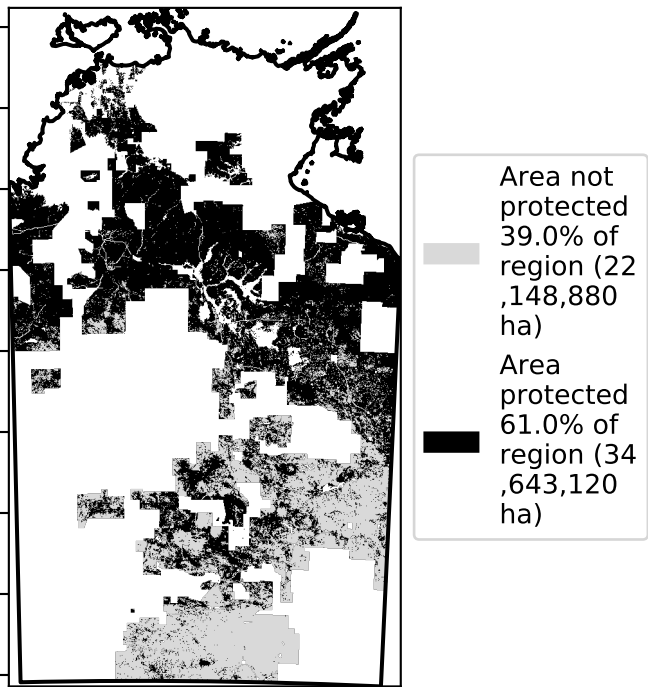 Area not
protected
39.0% of
region (22
,148,880
ha)
Area
protected
61.0% of
region (34
,643,120
ha)